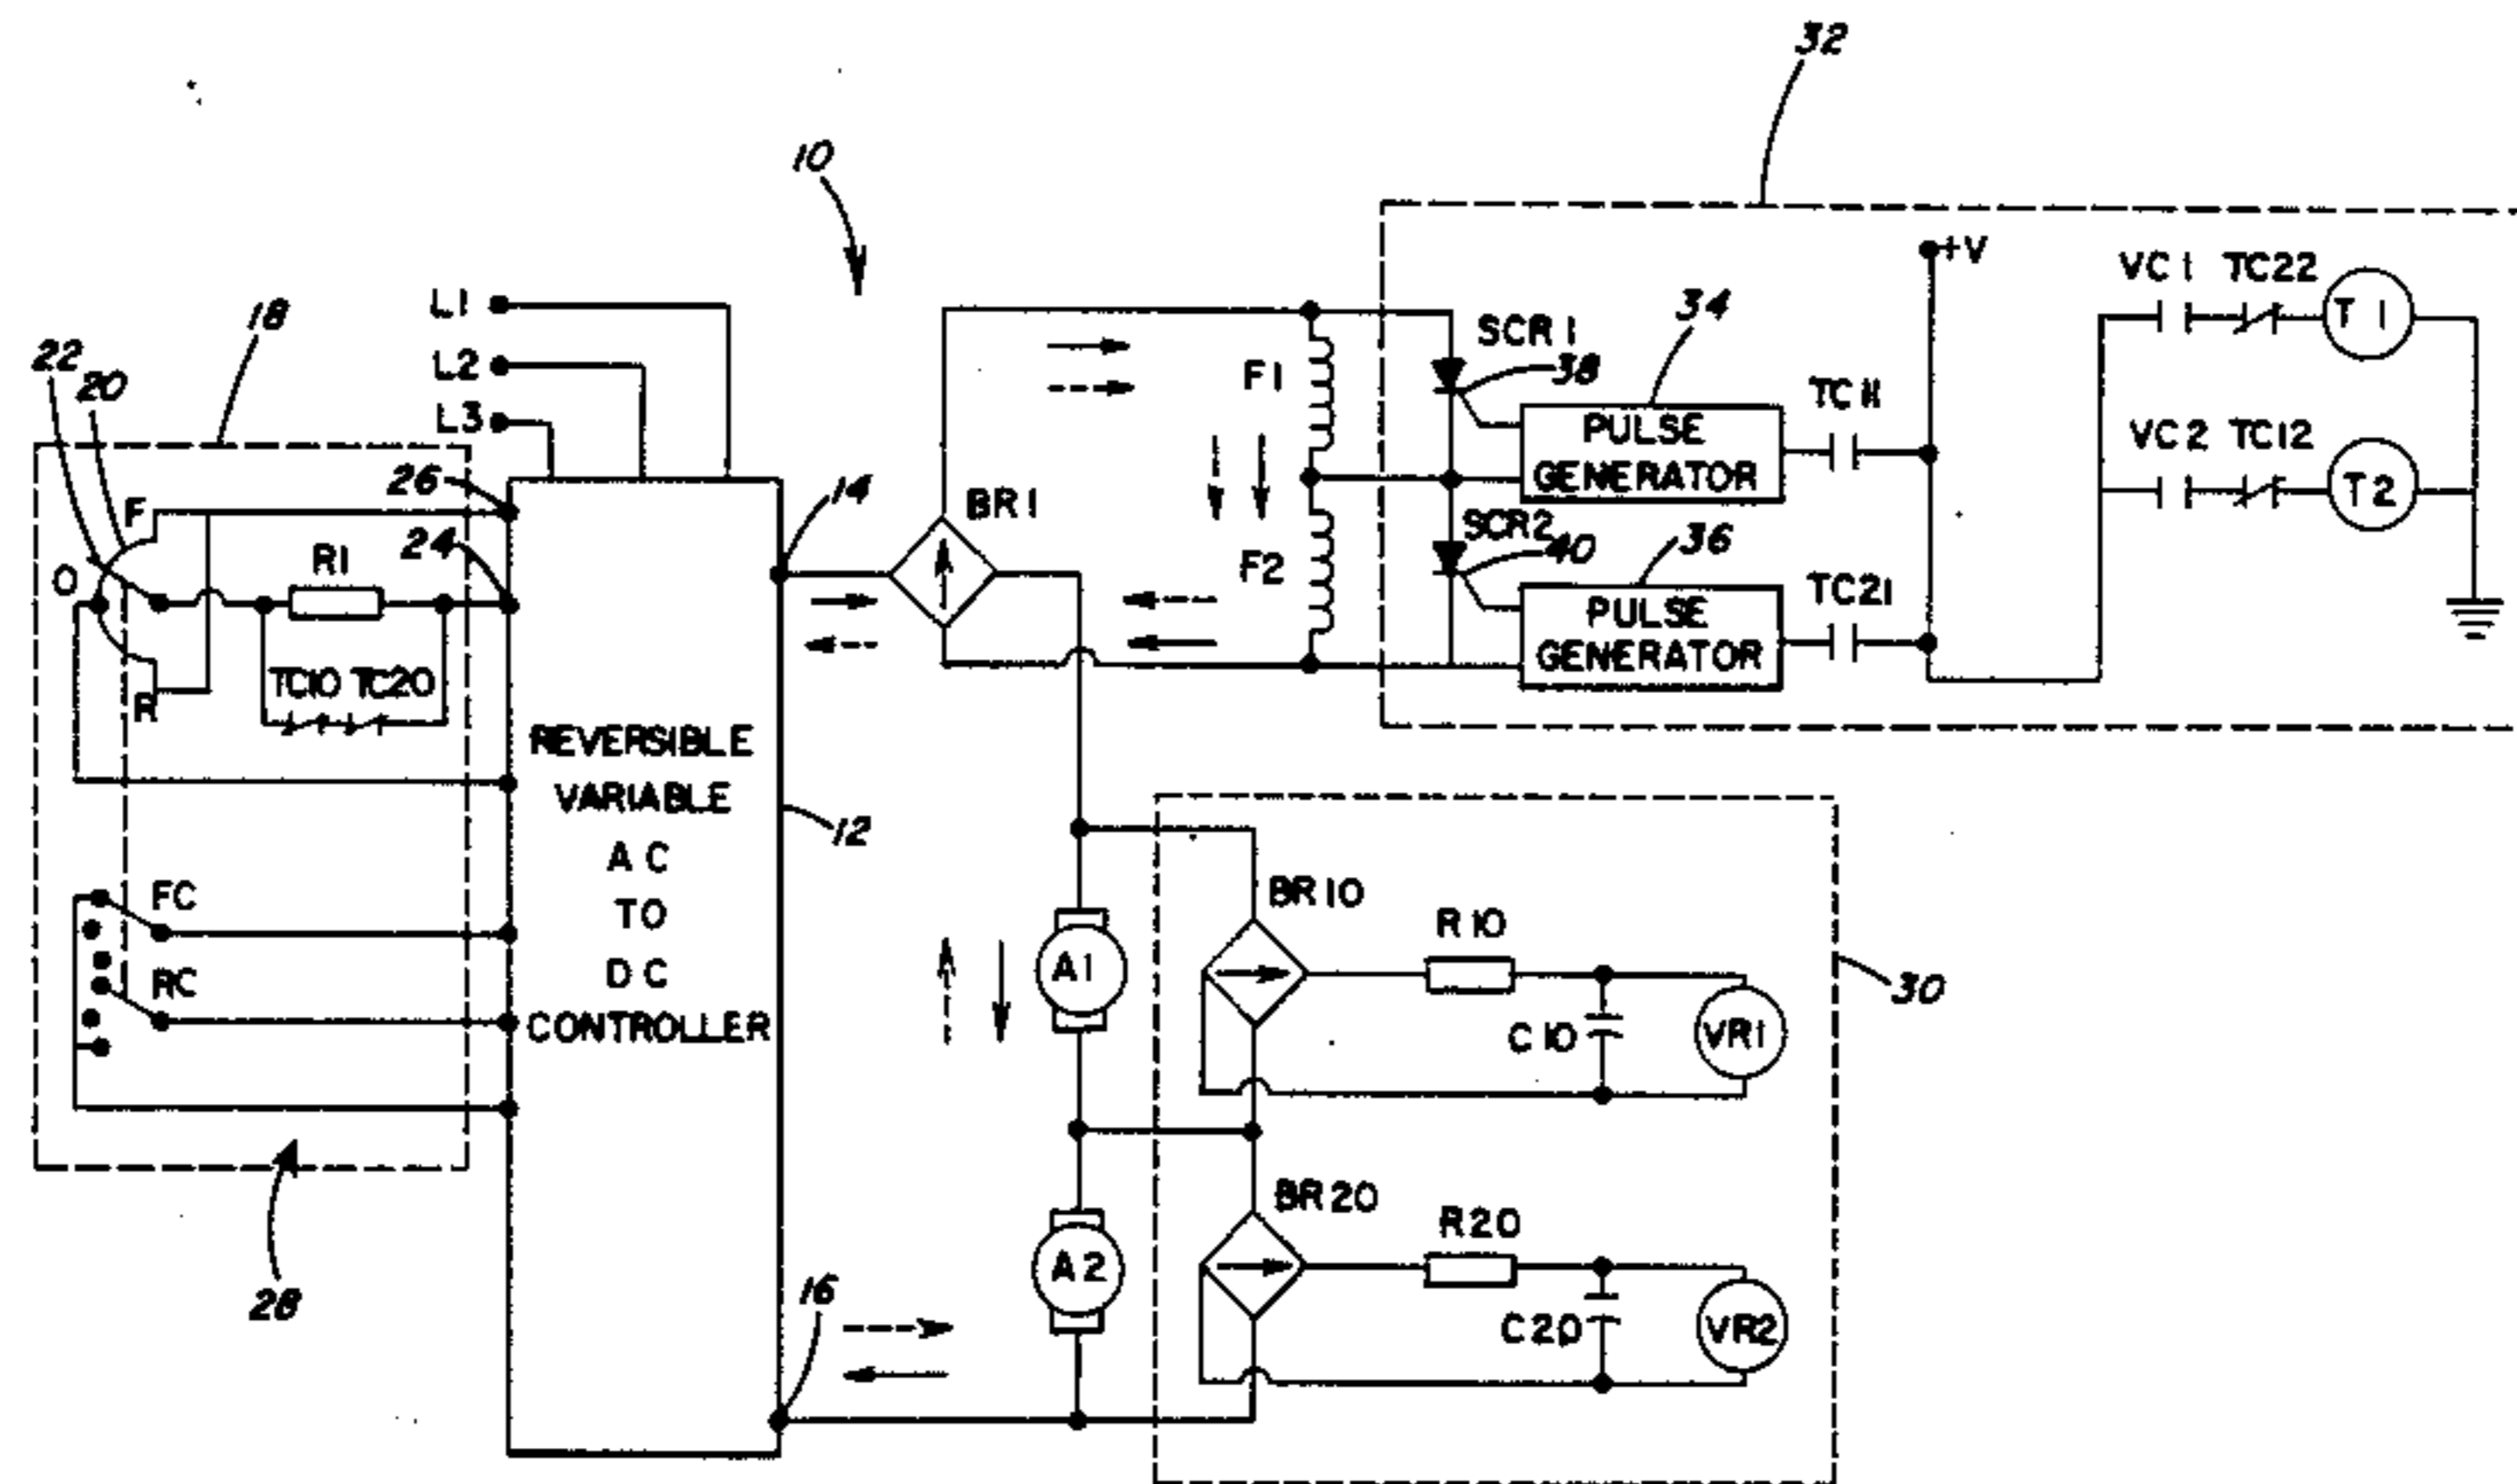 32
10
+V
VC1 TC22
T1
18
L1
34
SCR1
22
20
L2
38
F1
TC11
L3
PULSE
GENERATOR
VC2 TC12
T2
26
14
BR1
F
24
SCR2
40
36
R1
O
F2
TC21
PULSE
GENERATOR
TC10 TC20
R
REVERSIBLE
VARIABLE
AC
TO
DC
CONTROLLER
12
FC
BR10
R10
A1
RC
30
C10
VR1
BR20
R20
A2
28
16
C20
VR2